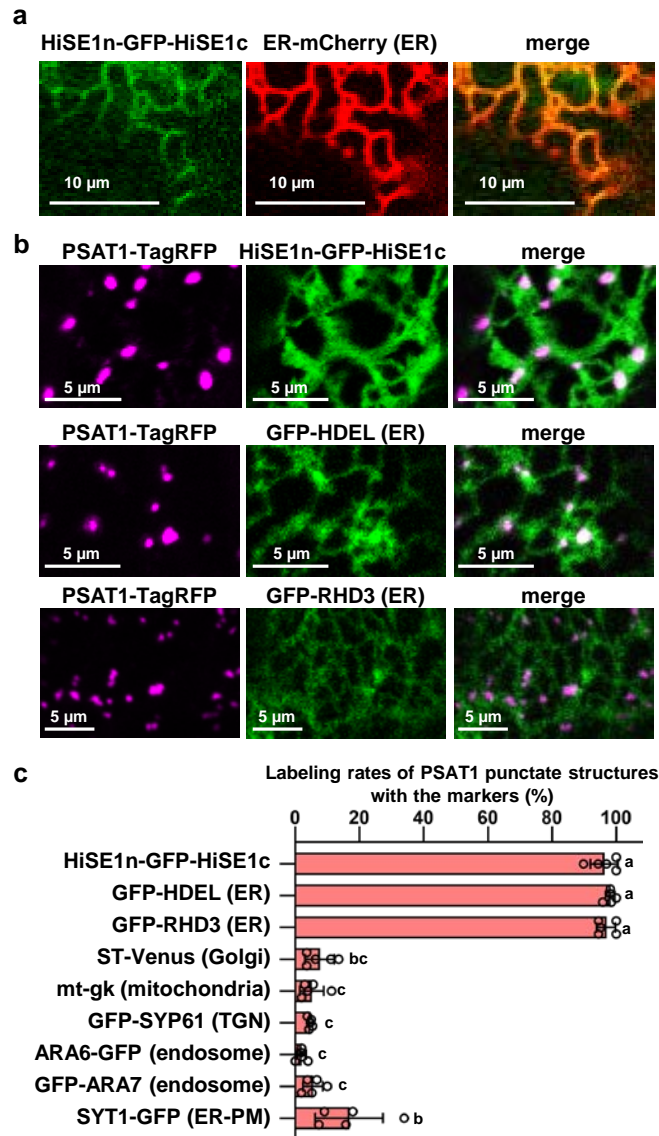 a
HiSE1n-GFP-HiSE1c ER-mCherry (ER) merge
10 μm 10 μm 10 μm
b
PSAT1-TagRFP HiSE1n-GFP-HiSE1c merge
5 μm 5 μm 5 μm
PSAT1-TagRFP GFP-HDEL (ER) merge
5 μm 5 μm 5 μm
PSAT1-TagRFP GFP-RHD3 (ER) merge
5 μm 5 μm 5 μm
c
Labeling rates of PSAT1 punctate structures
with the markers (%)
0 20 40 60 80 100
HiSE1n-GFP-HiSE1c a
GFP-HDEL (ER) a
GFP-RHD3 (ER) a
ST-Venus (Golgi) bc
mt-gk (mitochondria) c
GFP-SYP61 (TGN) c
ARA6-GFP (endosome) c
GFP-ARA7 (endosome) c
SYT1-GFP (ER-PM) b